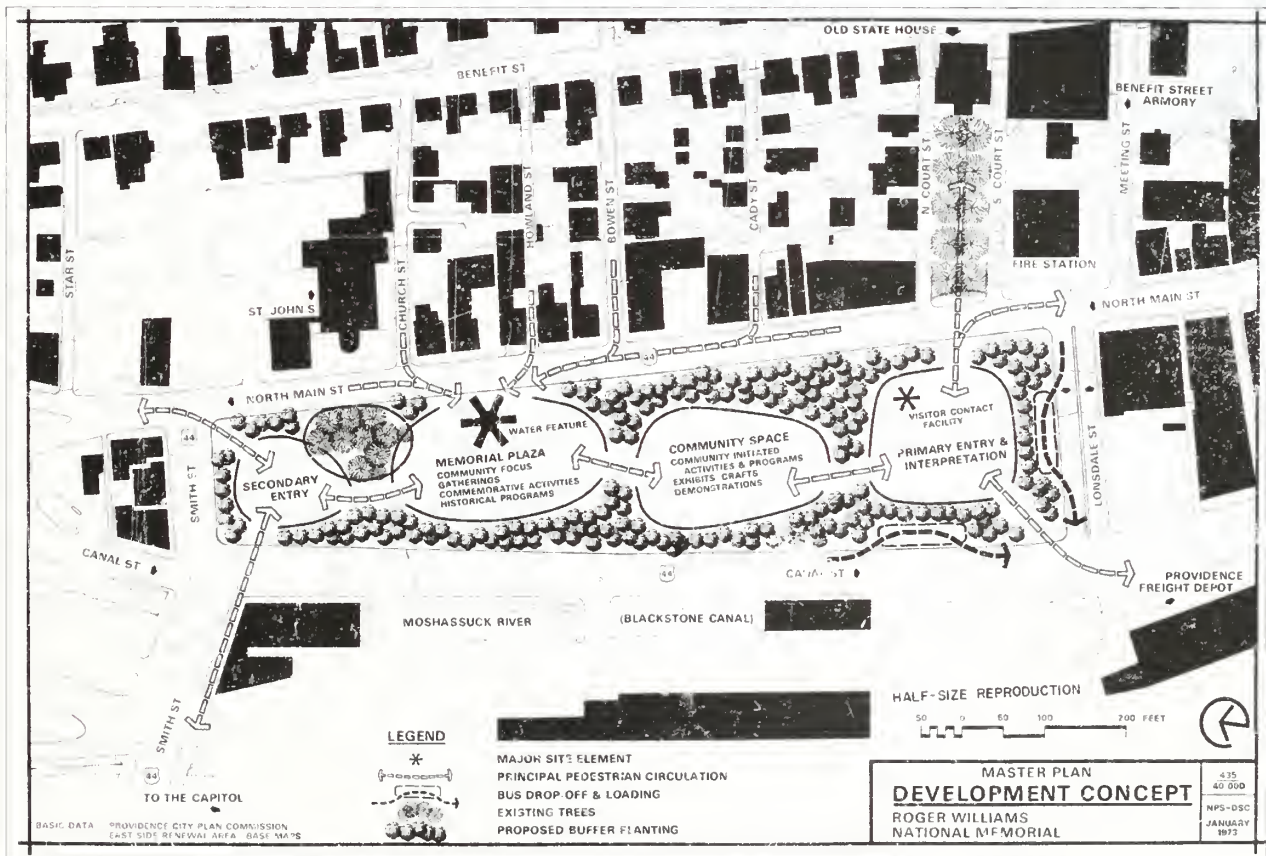 OLD STATE HOUSE
BENEFIT ST
BENEFIT STREET
ARMORY
STAR ST
ST. JOHN S
CHURCH ST
HOWLAND ST
BOWEN ST
CADY ST
N COURT ST
S COURT ST
MEETING ST
FIRE STATION
NORTH MAIN ST
44
NORTH MAIN ST
44
SMITH ST
CANAL ST
SECONDARY
ENTRY
WATER FEATURE
MEMORIAL PLAZA
COMMUNITY FOCUS
GATHERINGS
COMMEMORATIVE ACTIVITIES
HISTORICAL PROGRAMS
COMMUNITY SPACE
COMMUNITY INITIATED
ACTIVITIES & PROGRAMS
EXHIBITS CRAFTS
DEMONSTRATIONS
VISITOR CONTACT
FACILITY
PRIMARY ENTRY &
INTERPRETATION
LONSDALE ST
44
CANAL ST
PROVIDENCE
FREIGHT DEPOT
MOSHASSUCK RIVER
(BLACKSTONE CANAL)
SMITH ST
44
TO THE CAPITOL
BASIC DATA PROVIDENCE CITY PLAN COMMISSION
EAST SIDE RENEWAL AREA BASE MAPS
LEGEND
MAJOR SITE ELEMENT
PRINCIPAL PEDESTRIAN CIRCULATION
BUS DROP-OFF & LOADING
EXISTING TREES
PROPOSED BUFFER PLANTING
HALF-SIZE REPRODUCTION
50 0 50 100 200 FEET
MASTER PLAN
DEVELOPMENT CONCEPT
ROGER WILLIAMS
NATIONAL MEMORIAL
435
40 000
NPS-DSC
JANUARY
1973